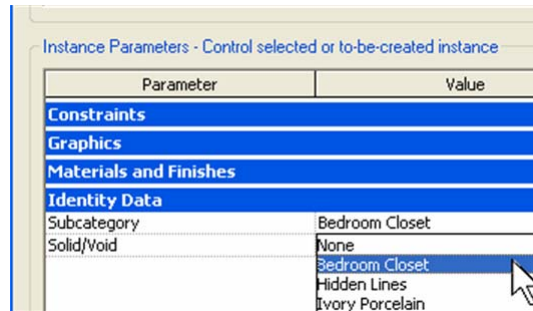 Instance Parameters - Control selected or to-be-created instance
Parameter Value
Constraints
Graphics
Materials and Finishes
Identity Data
Subcategory Bedroom Closet
Solid/Void None
Bedroom Closet
Hidden Lines
Ivory Porcelain